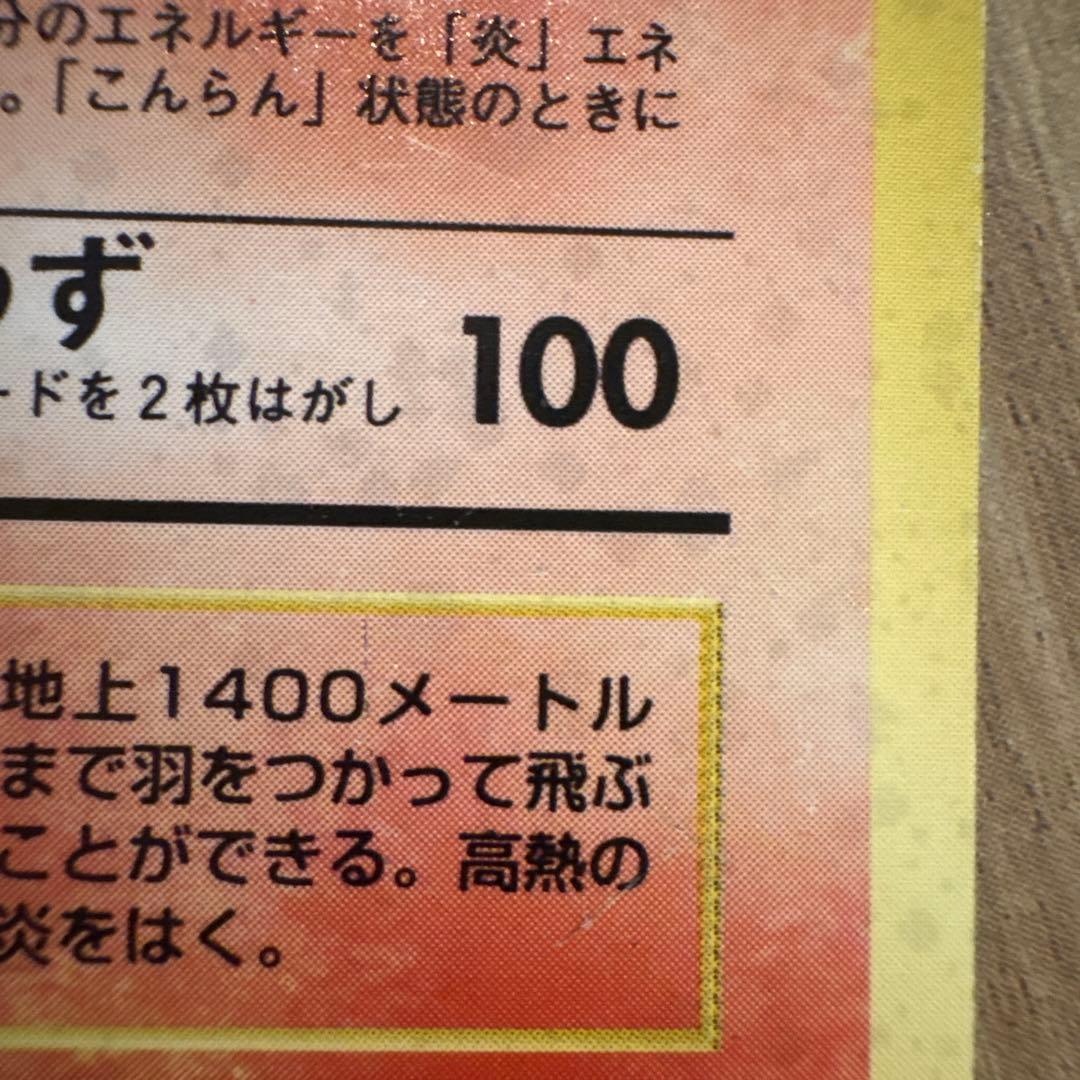 分のエネルギーを「炎」エネ
。「こんらん」状態のときに
ず
ードを2枚はがし
100
地上1400メートル
まで羽をつかって飛ぶ
ことができる。高熱の
炎をはく。